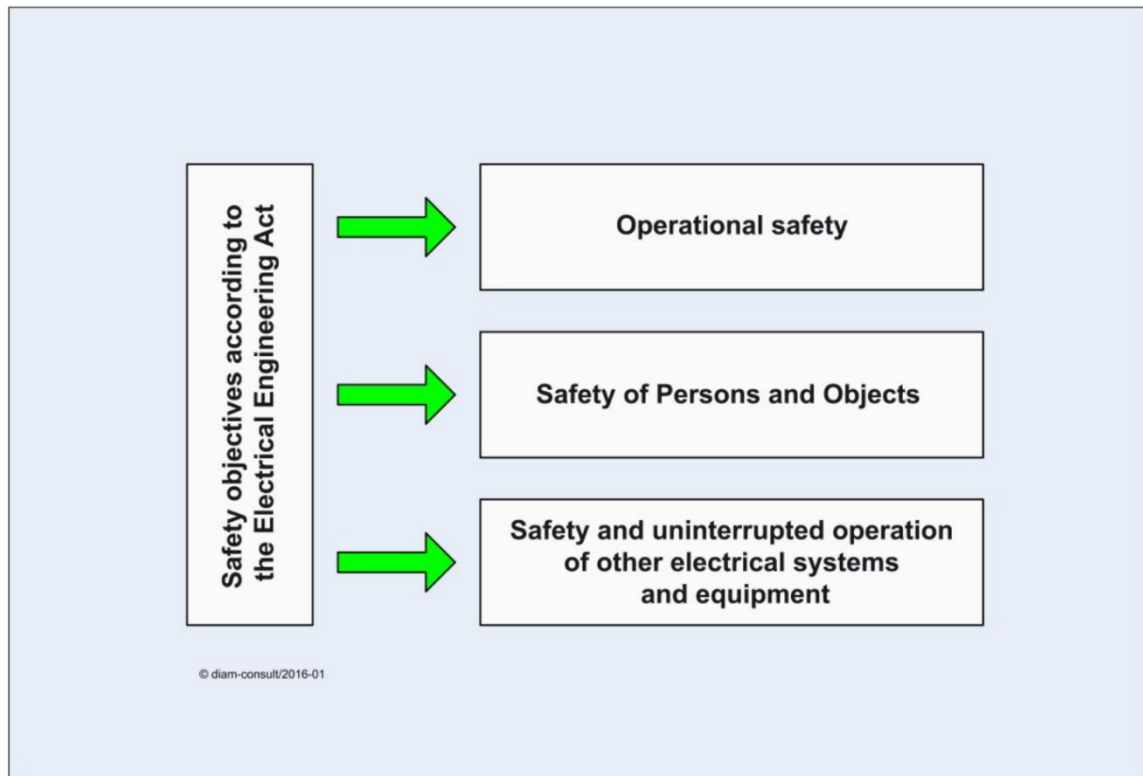 Safety objectives according to
the Electrical Engineering Act
Operational safety
Safety of Persons and Objects
Safety and uninterrupted operation
of other electrical systems
and equipment
© diam-consult/2016-01